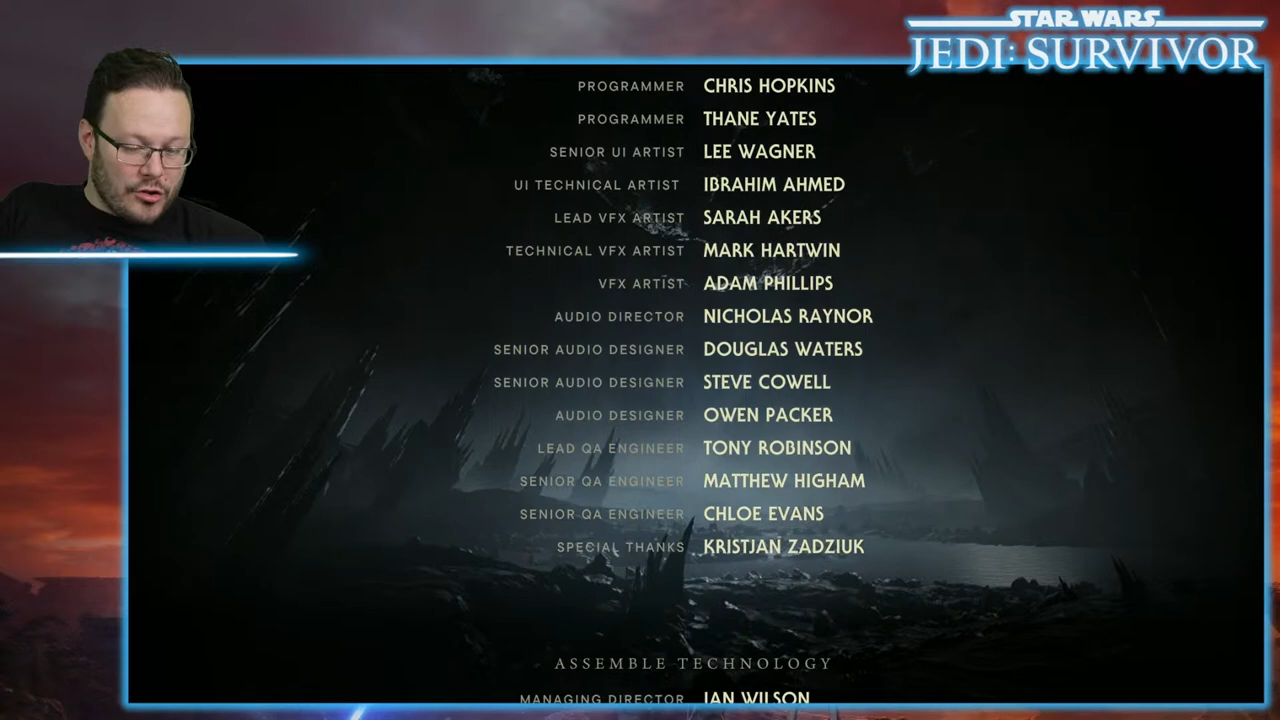 STAR WARS
JEDI: SURVIVOR
PROGRAMMER CHRIS HOPKINS
PROGRAMMER THANE YATES
SENIOR UI ARTIST LEE WAGNER
UI TECHNICAL ARTIST IBRAHIM AHMED
LEAD VFX ARTIST SARAH AKERS
TECHNICAL VFX ARTIST MARK HARTWIN
VFX ARTIST ADAM PHILLIPS
AUDIO DIRECTOR NICHOLAS RAYNOR
SENIOR AUDIO DESIGNER DOUGLAS WATERS
SENIOR AUDIO DESIGNER STEVE COWELL
AUDIO DESIGNER OWEN PACKER
LEAD QA ENGINEER TONY ROBINSON
SENIOR QA ENGINEER MATTHEW HIGHAM
SENIOR QA ENGINEER CHLOE EVANS
SPECIAL THANKS KRISTJAN ZADZIUK
ASSEMBLE TECHNOLOGY
MANAGING DIRECTOR IAN WILSON